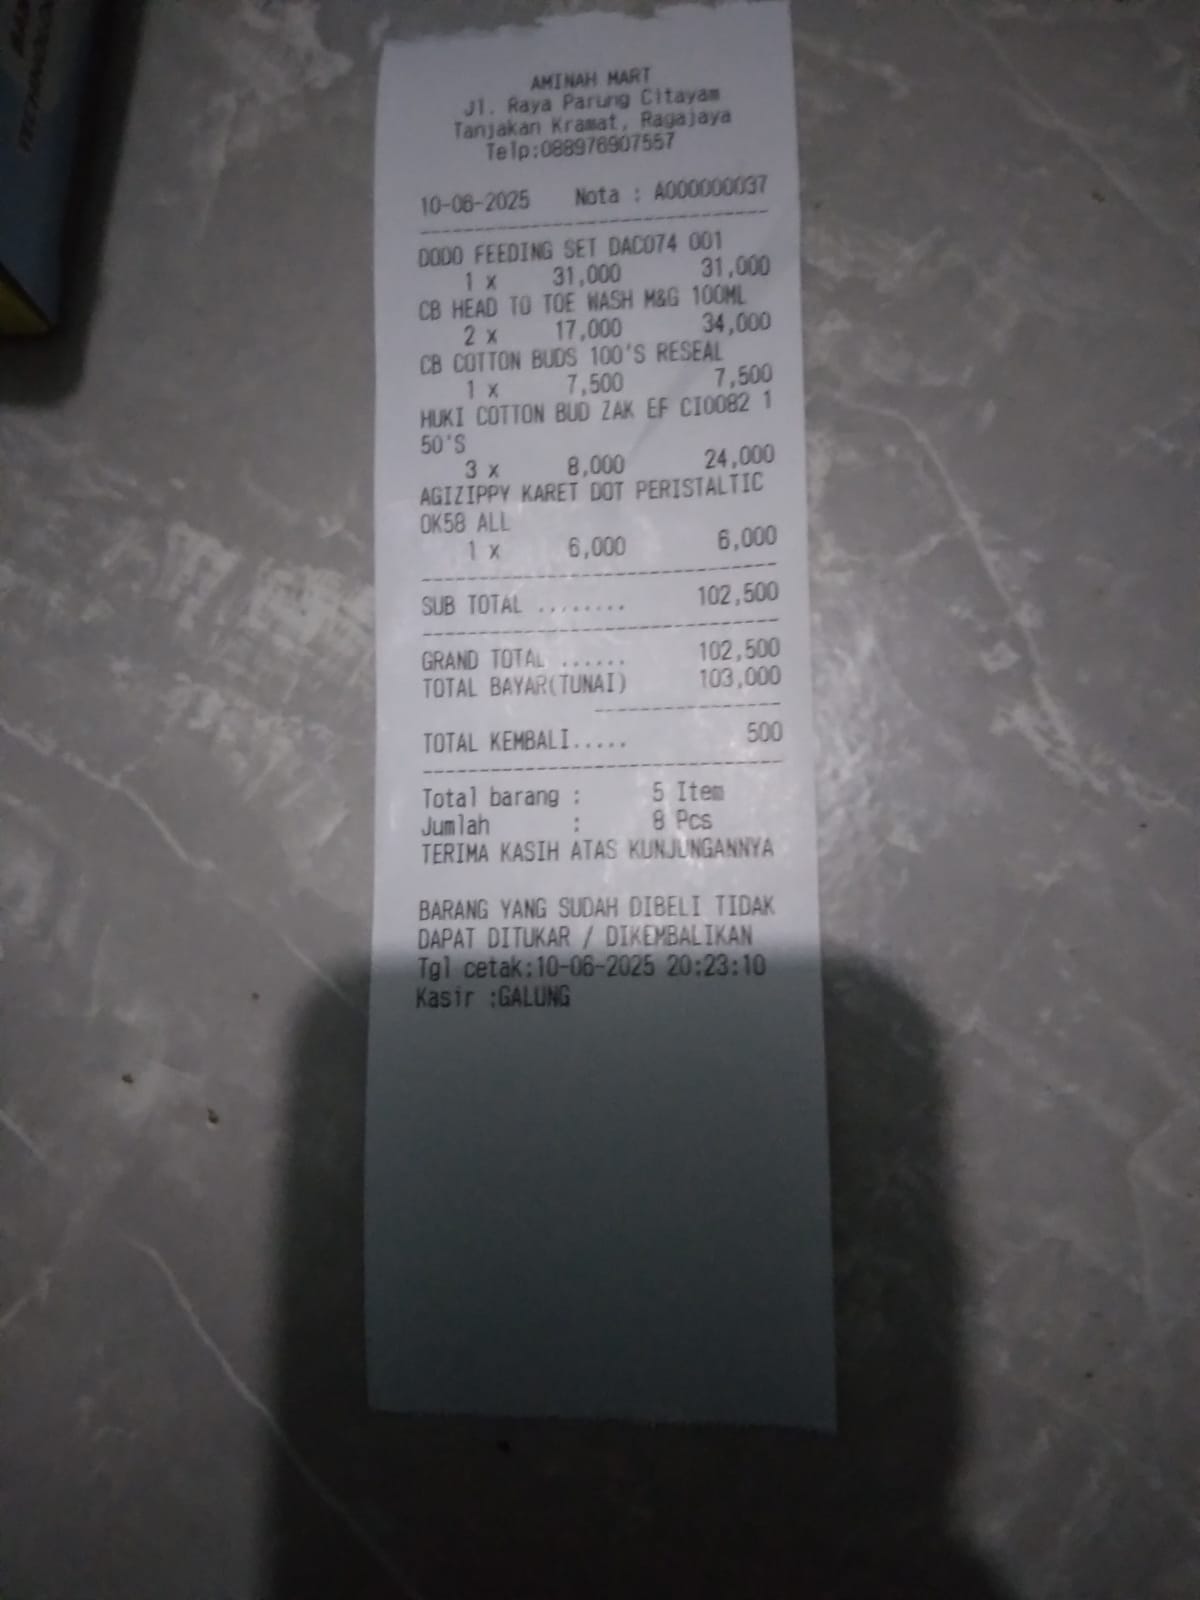 AMINAH MART
Jl. Raya Parung Citayam
Tanjakan Kramat, Ragajaya
Telp:088976907557
10-06-2025 Nota : A000000037
DODO FEEDING SET DAC074 001
1 x 31,000 31,000
CB HEAD TO TOE WASH M&G 100ML
2 x 17,000 34,000
CB COTTON BUDS 100'S RESEAL
1 x 7,500 7,500
HUKI COTTON BUD ZAK EF CI0082 1
50'S
3 x 8,000 24,000
AGIZIPPY KARET DOT PERISTALTIC
OK58 ALL
1 x 6,000 6,000
SUB TOTAL ........ 102,500
GRAND TOTAL ...... 102,500
TOTAL BAYAR(TUNAI) 103,000
TOTAL KEMBALI..... 500
Total barang : 5 Item
Jumlah : 8 Pcs
TERIMA KASIH ATAS KUNJUNGANNYA
BARANG YANG SUDAH DIBELI TIDAK
DAPAT DITUKAR / DIKEMBALIKAN
Tgl cetak:10-06-2025 20:23:10
Kasir :GALUNG